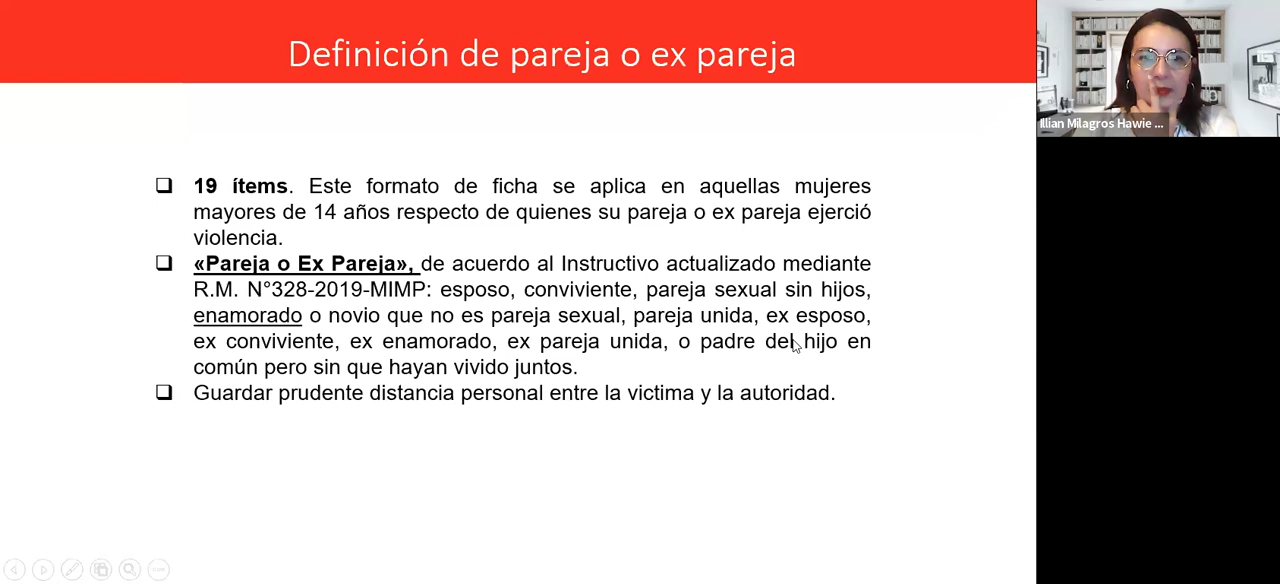 Definición de pareja o ex pareja
Illian Milagros Hawie ...
19 ítems. Este formato de ficha se aplica en aquellas mujeres
mayores de 14 años respecto de quienes su pareja o ex pareja ejerció
violencia.
«Pareja o Ex Pareja», de acuerdo al Instructivo actualizado mediante
R.M. N°328-2019-MIMP: esposo, conviviente, pareja sexual sin hijos,
enamorado o novio que no es pareja sexual, pareja unida, ex esposo,
ex conviviente, ex enamorado, ex pareja unida, o padre del hijo en
común pero sin que hayan vivido juntos.
Guardar prudente distancia personal entre la victima y la autoridad.